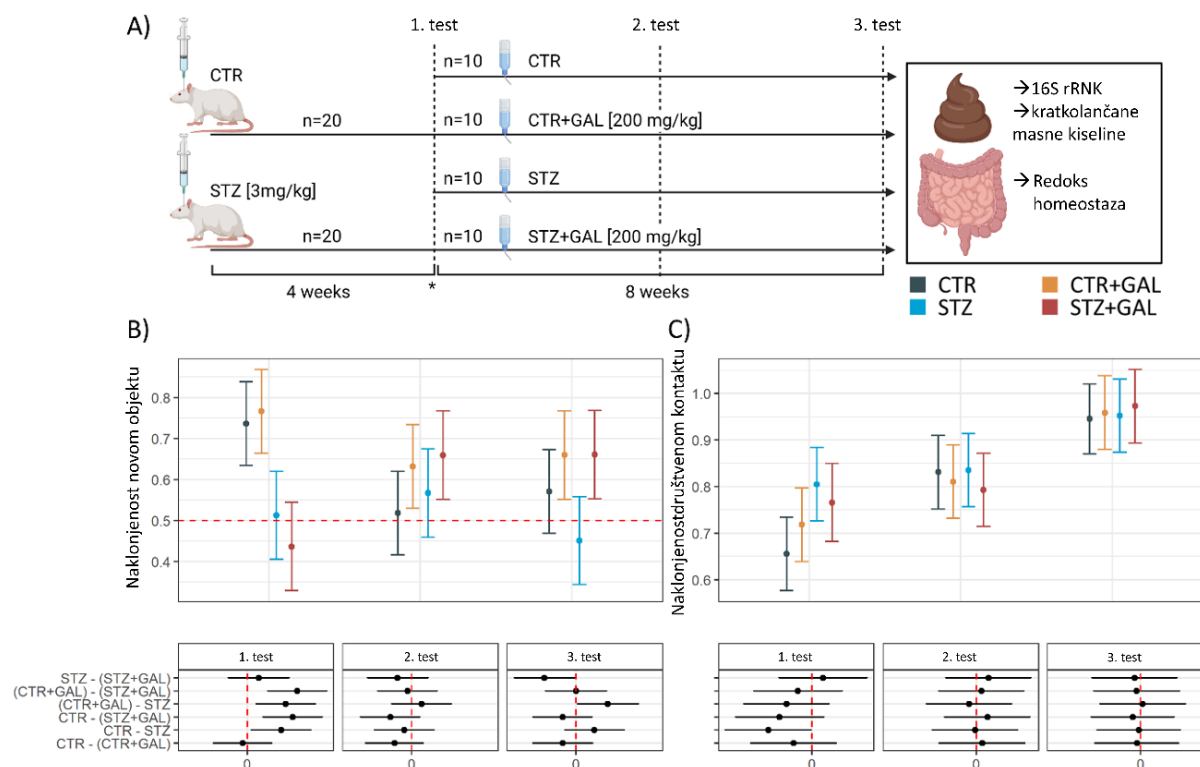 A)
1. test
2. test
3. test
CTR
n=10
CTR
n=20
n=10
CTR+GAL [200 mg/kg]
STZ [3mg/kg]
n=10
STZ
n=20
n=10
STZ+GAL [200 mg/kg]
4 weeks
*
8 weeks
→16S rRNK
→kratkolančane
masne kiseline
→ Redoks
homeostaza
CTR
CTR+GAL
STZ
STZ+GAL
B)
Naklonjenost novom objektu
0.8
0.7
0.6
0.5
0.4
1. test
2. test
3. test
STZ - (STZ+GAL)
(CTR+GAL) - (STZ+GAL)
(CTR+GAL) - STZ
CTR - (STZ+GAL)
CTR - STZ
CTR - (CTR+GAL)
0
0
0
C)
Naklonjenostdruštvenom kontaktu
1.0
0.9
0.8
0.7
0.6
1. test
2. test
3. test
0
0
0